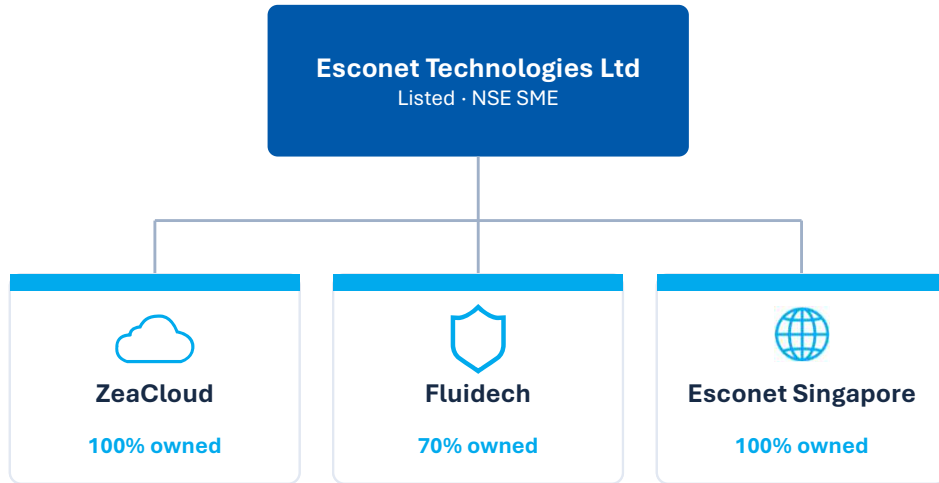 Esconet Technologies Ltd
Listed · NSE SME
ZeaCloud
100% owned
Fluidech
70% owned
Esconet Singapore
100% owned